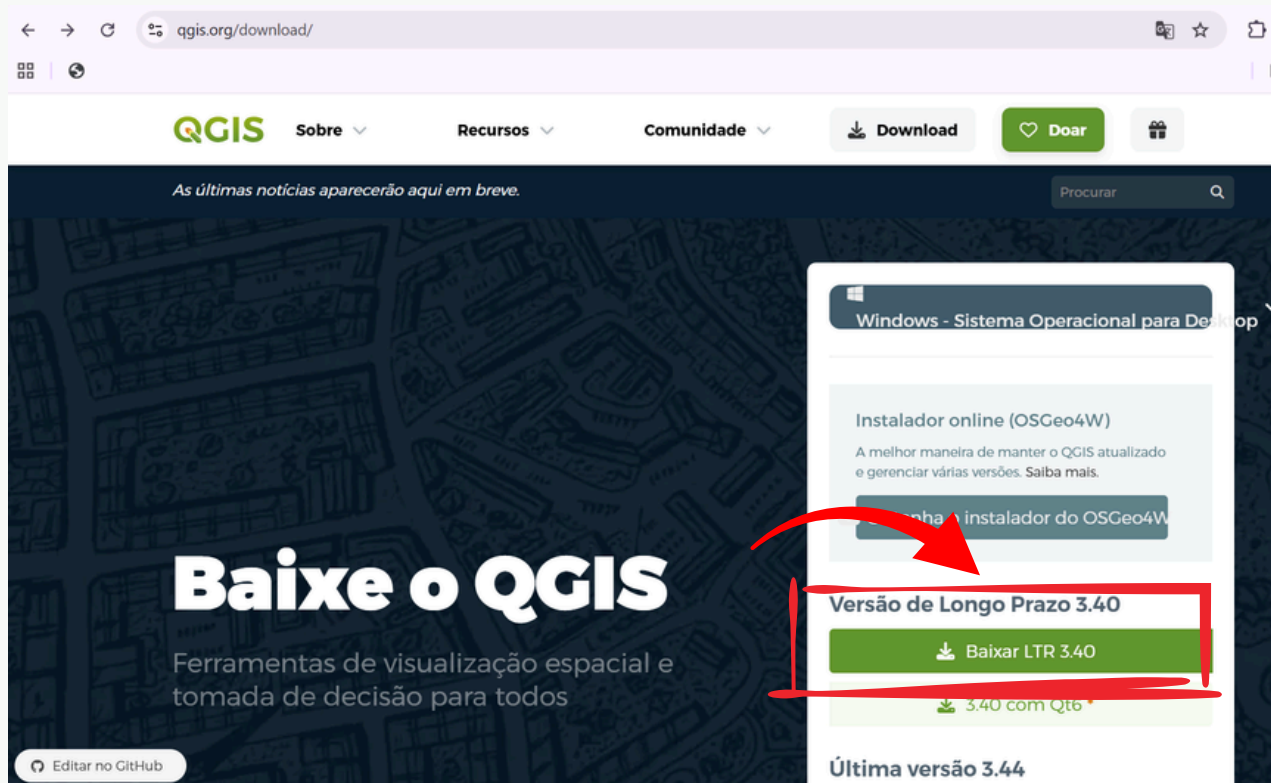 qgis.org/download/
QGIS Sobre Recursos Comunidade Download Doar
As últimas notícias aparecerão aqui em breve.
Procurar
Windows - Sistema Operacional para Desktop
Instalador online (OSGeo4W)
A melhor maneira de manter o QGIS atualizado
e gerenciar várias versões. Saiba mais.
instalador do OSGeo4W
Baixe o QGIS
Ferramentas de visualização espacial e
tomada de decisão para todos
Versão de Longo Prazo 3.40
Baixar LTR 3.40
3.40 com Qt6 *
Última versão 3.44
Editar no GitHub